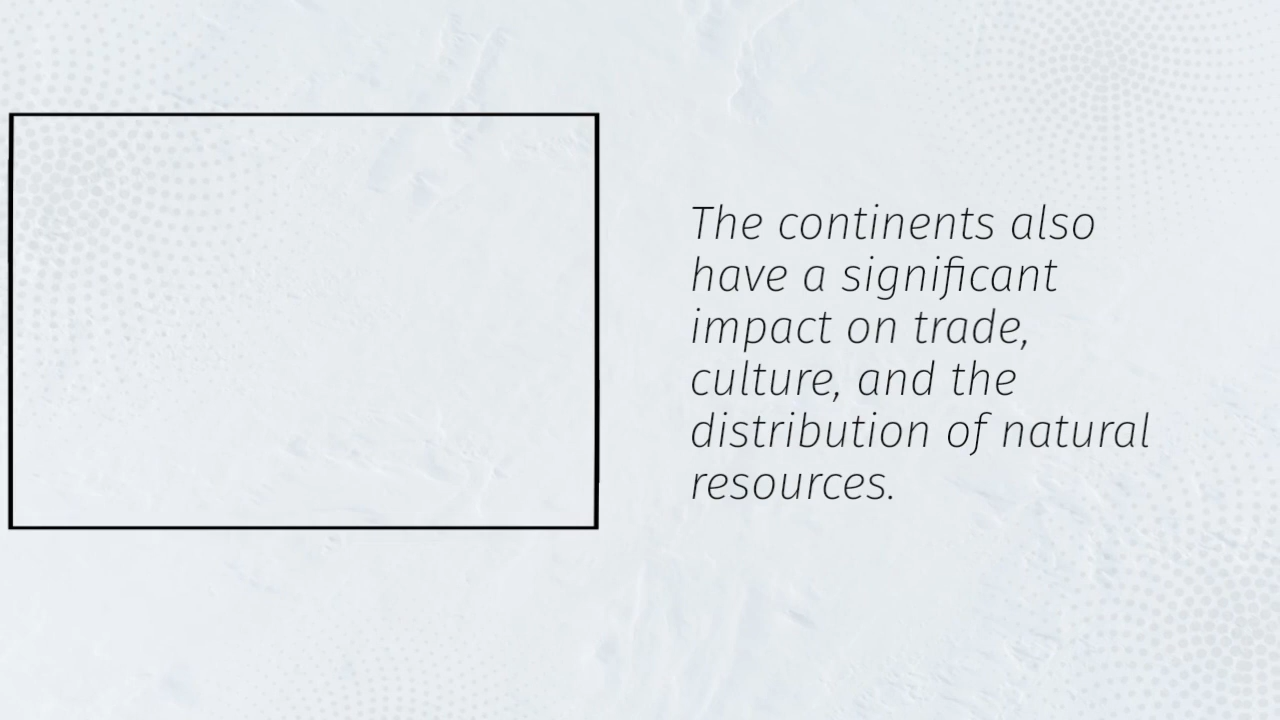 The continents also
have a significant
impact on trade,
culture, and the
distribution of natural
resources.